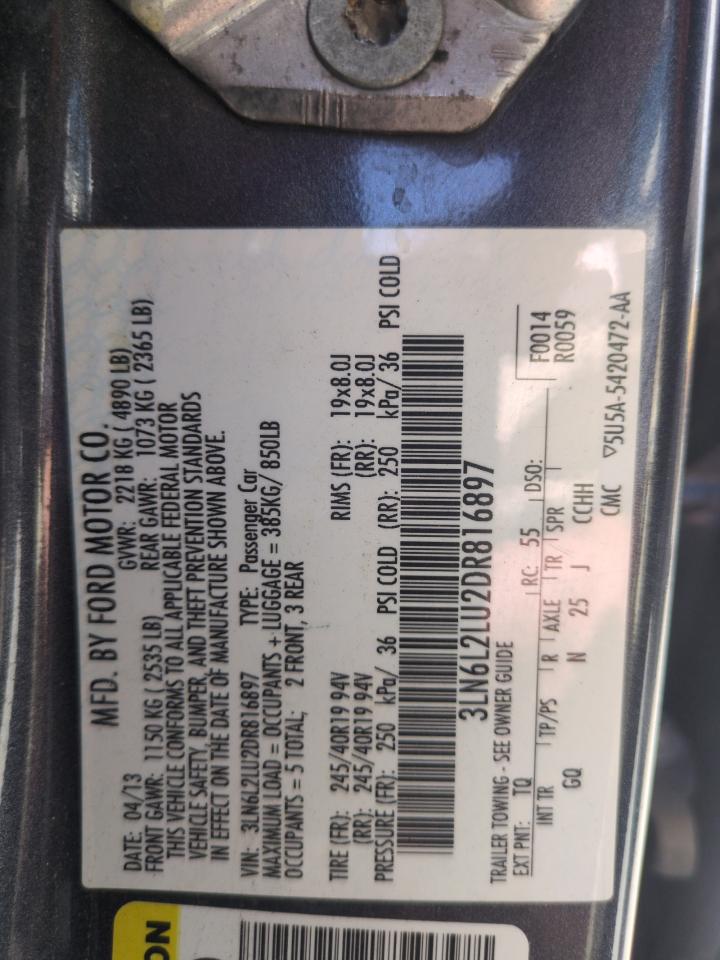 MFD. BY FORD MOTOR CO.
DATE: 04/13 GVWR: 2218 KG ( 4890 LB)
FRONT GAWR: 1150 KG ( 2535 LB) REAR GAWR: 1073 KG ( 2365 LB)
THIS VEHICLE CONFORMS TO ALL APPLICABLE FEDERAL MOTOR
VEHICLE SAFETY, BUMPER, AND THEFT PREVENTION STANDARDS
IN EFFECT ON THE DATE OF MANUFACTURE SHOWN ABOVE.
VIN: 3LN6L2LU2DR816897 TYPE: Passenger Car
MAXIMUM LOAD = OCCUPANTS + LUGGAGE = 385KG/ 850LB
OCCUPANTS = 5 TOTAL; 2 FRONT, 3 REAR
TIRE (FR): 245/40R19 94V RIMS (FR): 19x8.0J
(RR): 245/40R19 94V (RR): 19x8.0J
PRESSURE (FR): 250 kPa/ 36 PSI COLD (RR): 250 kPa/ 36 PSI COLD
3LN6L2LU2DR816897
TRAILER TOWING - SEE OWNER GUIDE
EXT PNT: TQ RC: 55 DSO: F0014
R0059
INT TR TP/PS R AXLE TR SPR
GQ N 25 J CCHH
CMC ▽5U5A-5420472-AA
ON